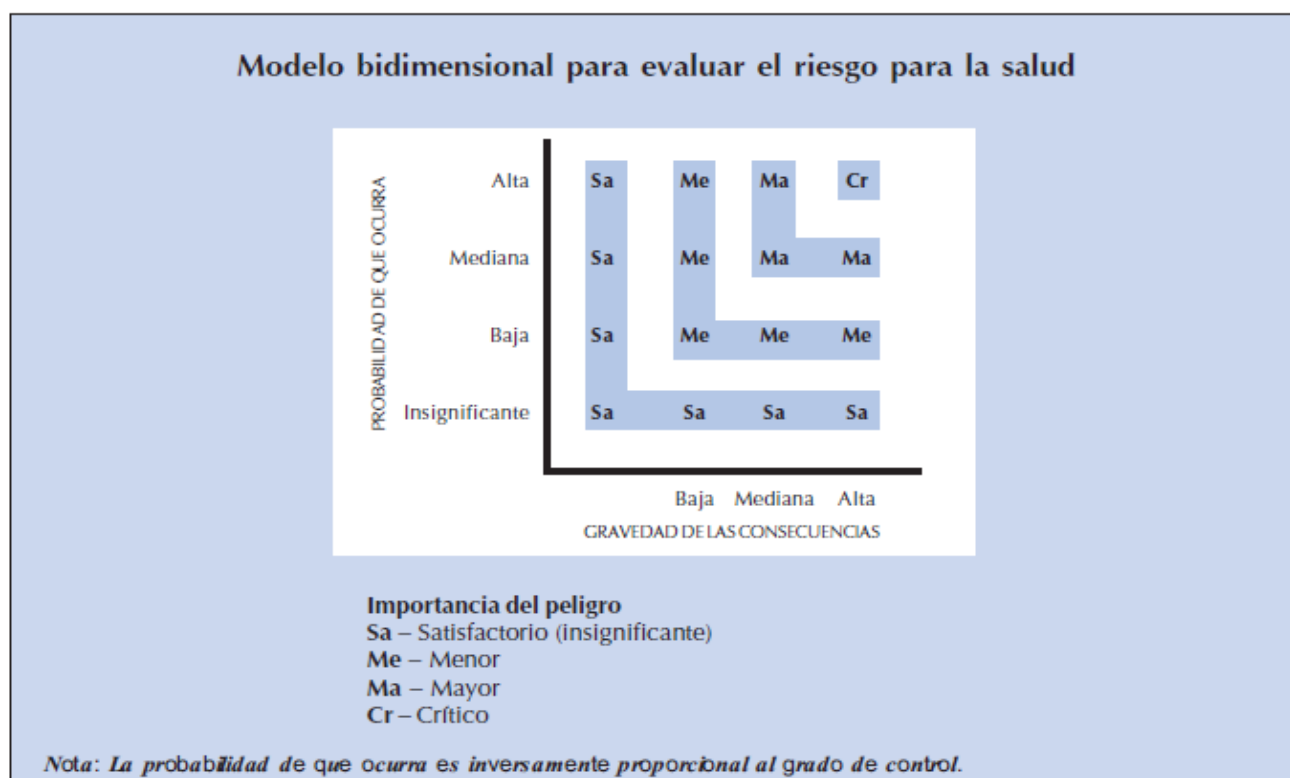 Modelo bidimensional para evaluar el riesgo para la salud
PROBABILIDAD DE QUE OCURRA
Alta Sa Me Ma Cr
Mediana Sa Me Ma Ma
Baja Sa Me Me Me
Insignificante Sa Sa Sa Sa
Baja Mediana Alta
GRAVEDAD DE LAS CONSECUENCIAS
Importancia del peligro
Sa – Satisfactorio (insignificante)
Me – Menor
Ma – Mayor
Cr – Crítico
Nota: La probabilidad de que ocurra es inversamente proporcional al grado de control.